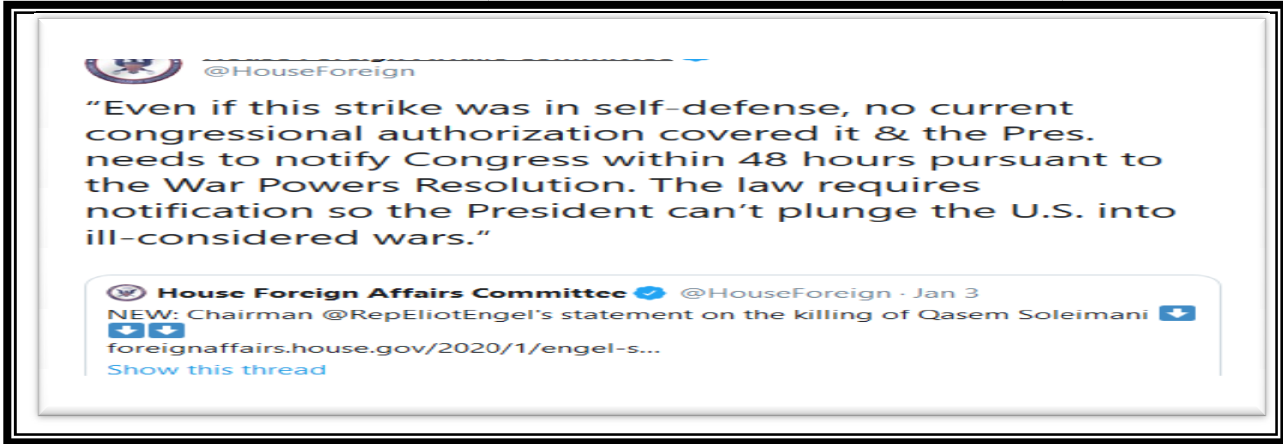 @HouseForeign
“Even if this strike was in self-defense, no current
congressional authorization covered it & the Pres.
needs to notify Congress within 48 hours pursuant to
the War Powers Resolution. The law requires
notification so the President can’t plunge the U.S. into
ill-considered wars.”
House Foreign Affairs Committee @HouseForeign · Jan 3
NEW: Chairman @RepEliotEngel's statement on the killing of Qasem Soleimani ⬇️
⬇️⬇️
foreignaffairs.house.gov/2020/1/engel-s...
Show this thread